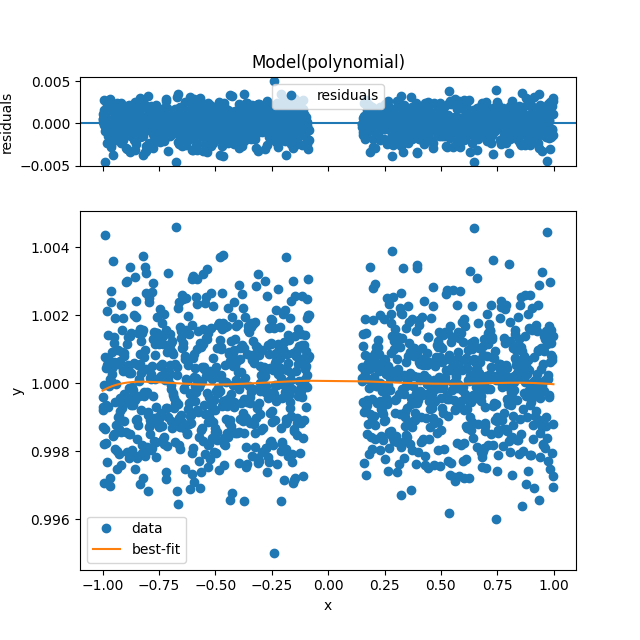 Model(polynomial)
0.005
0.000
−0.005
residuals
residuals
1.004
1.002
1.000
0.998
0.996
y
data
best-fit
−1.00 −0.75 −0.50 −0.25 0.00 0.25 0.50 0.75 1.00
x